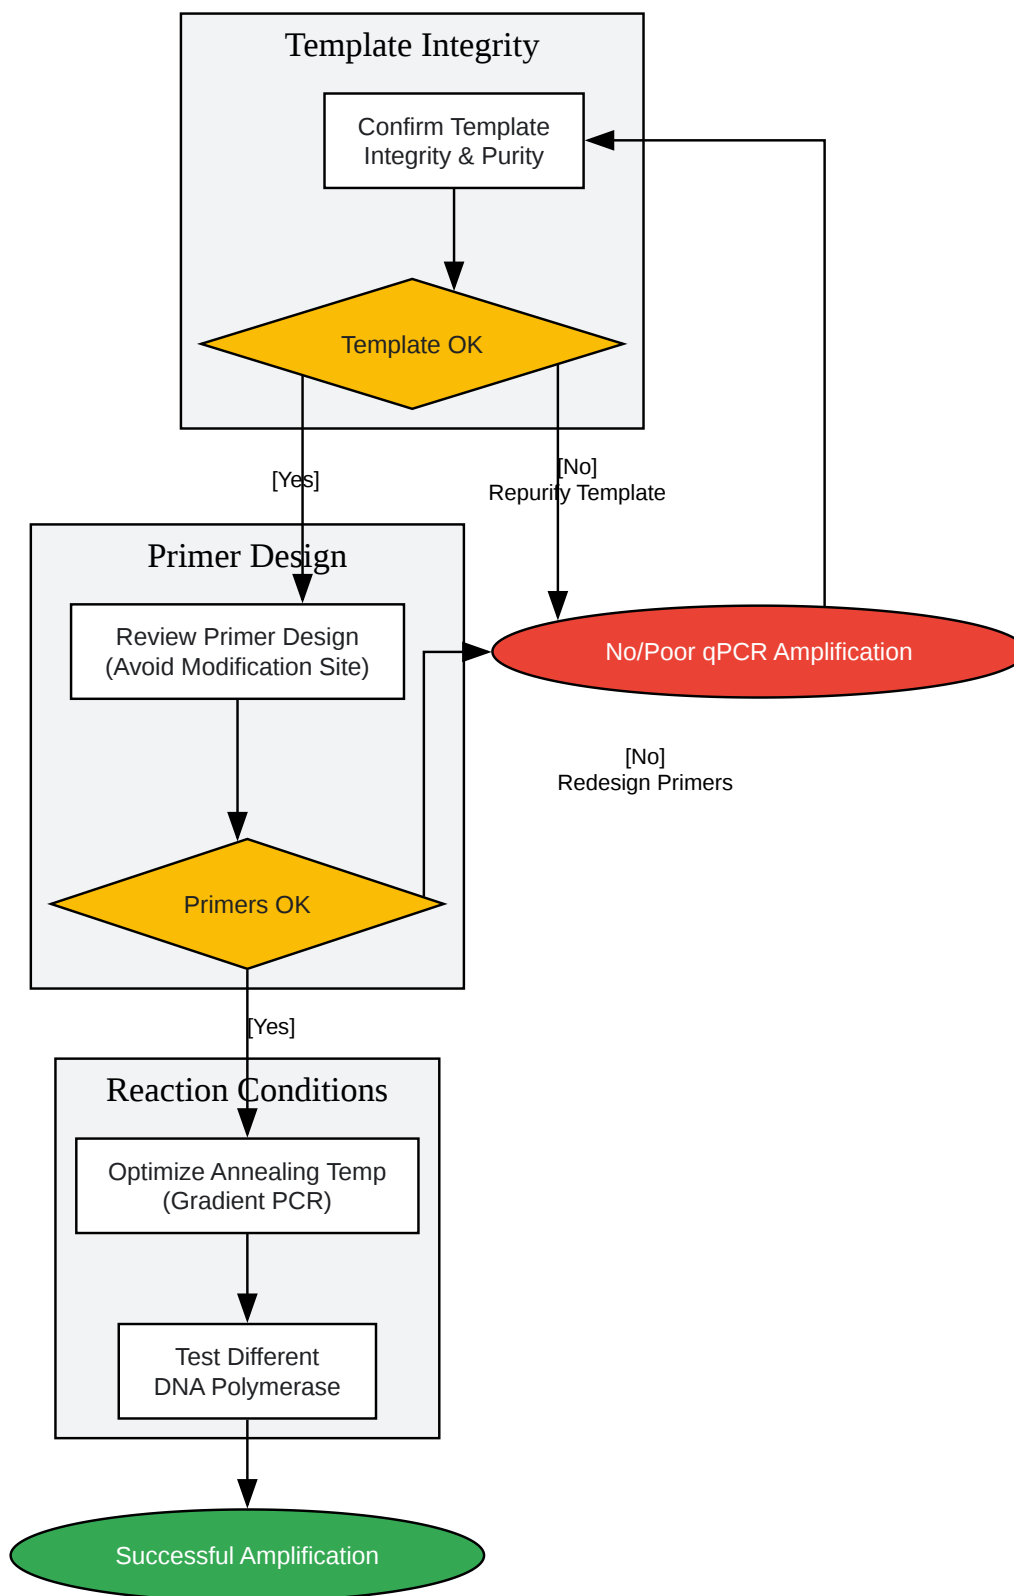 Template Integrity
Confirm Template
Integrity & Purity
Template OK
[Yes]
[No]
Repurify Template
Primer Design
Review Primer Design
(Avoid Modification Site)
No/Poor qPCR Amplification
[No]
Redesign Primers
Primers OK
[Yes]
Reaction Conditions
Optimize Annealing Temp
(Gradient PCR)
Test Different
DNA Polymerase
Successful Amplification